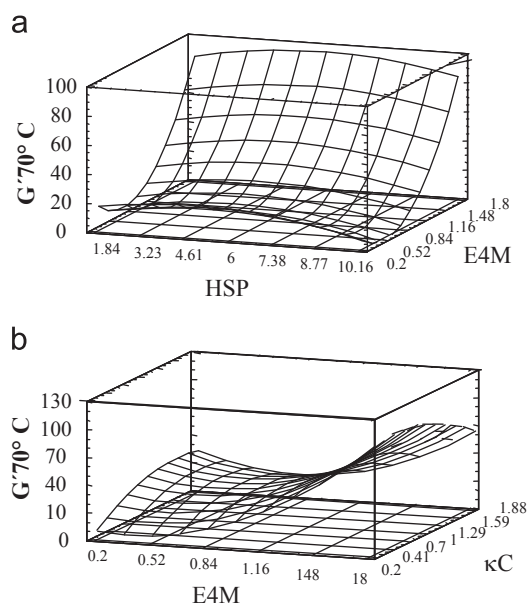 a
100
80
60
40
20
0
G´70° C
1.84 3.23 4.61 6 7.38 8.77 10.16
HSP
0.2 0.52 0.84 1.16 1.48 1.8
E4M
b
130
100
70
40
10
0
G´70° C
0.2 0.52 0.84 1.16 148 18
E4M
0.2 0.41 0.7 1 1.29 1.59 1.88
κC